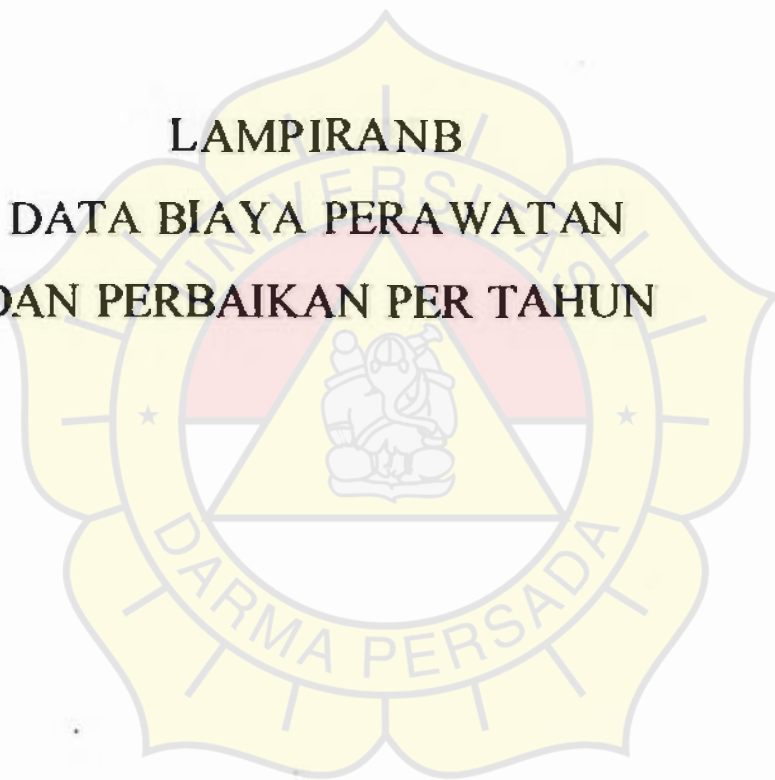 LAMPIRANB
DATA BIAYA PERAWATAN
DAN PERBAIKAN PER TAHUN
UNIVERSITAS
DARMA PERSADA